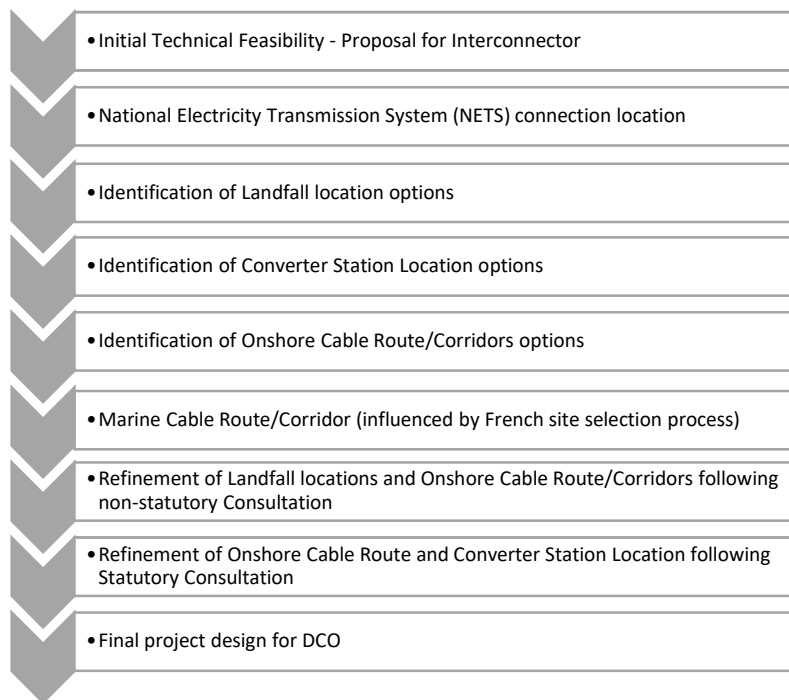 •Initial Technical Feasibility - Proposal for Interconnector
•National Electricity Transmission System (NETS) connection location
•Identification of Landfall location options
•Identification of Converter Station Location options
•Identification of Onshore Cable Route/Corridors options
•Marine Cable Route/Corridor (influenced by French site selection process)
•Refinement of Landfall locations and Onshore Cable Route/Corridors following
non-statutory Consultation
•Refinement of Onshore Cable Route and Converter Station Location following
Statutory Consultation
•Final project design for DCO